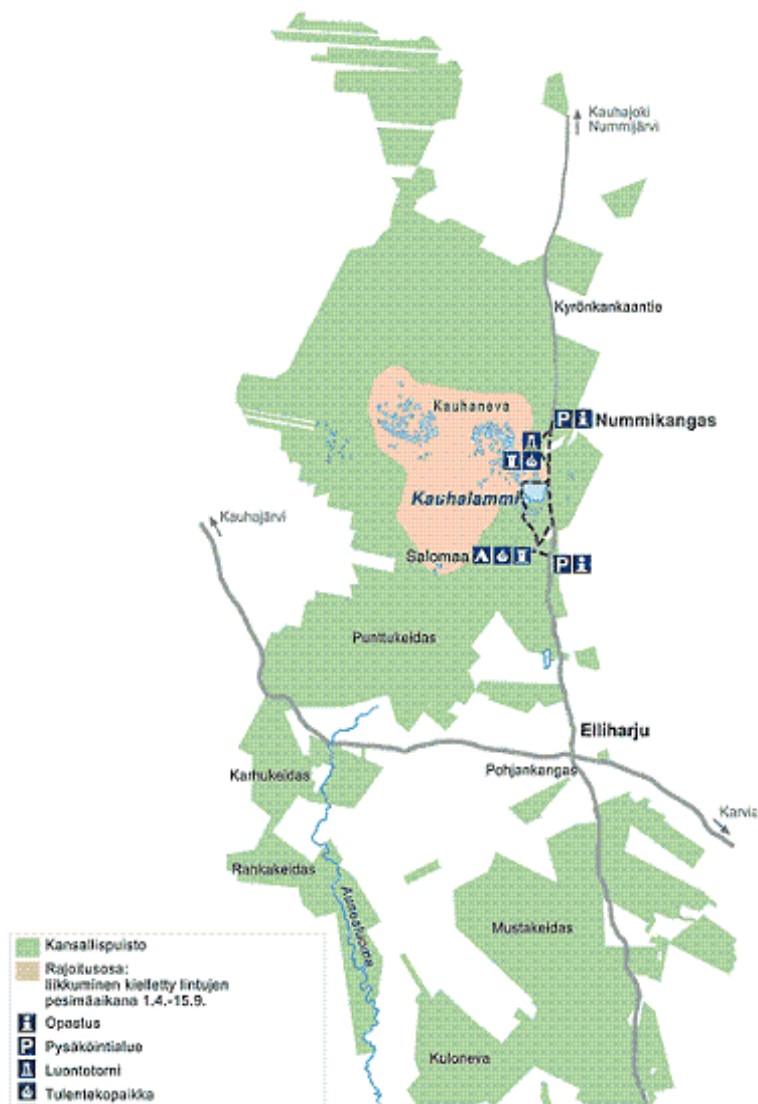 Kauhajoki
Nummijärvi
Kyrönkankaantie
Kauhaneva
P i Nummikangas
Kauhalammi
Kauhajärvi
Salomaa
P i
Punttukeidas
Elliharju
Pohjankangas
Karhukeidas
Karvia
Rahkakeidas
Mustakeidas
Kuloneva
Kansallispuisto
Rajoitusosa:
liikkuminen kielletty lintujen
pesimäaikana 1.4.-15.9.
i Opastus
P Pysäköintialue
Luontotorni
Tulentekopaikka